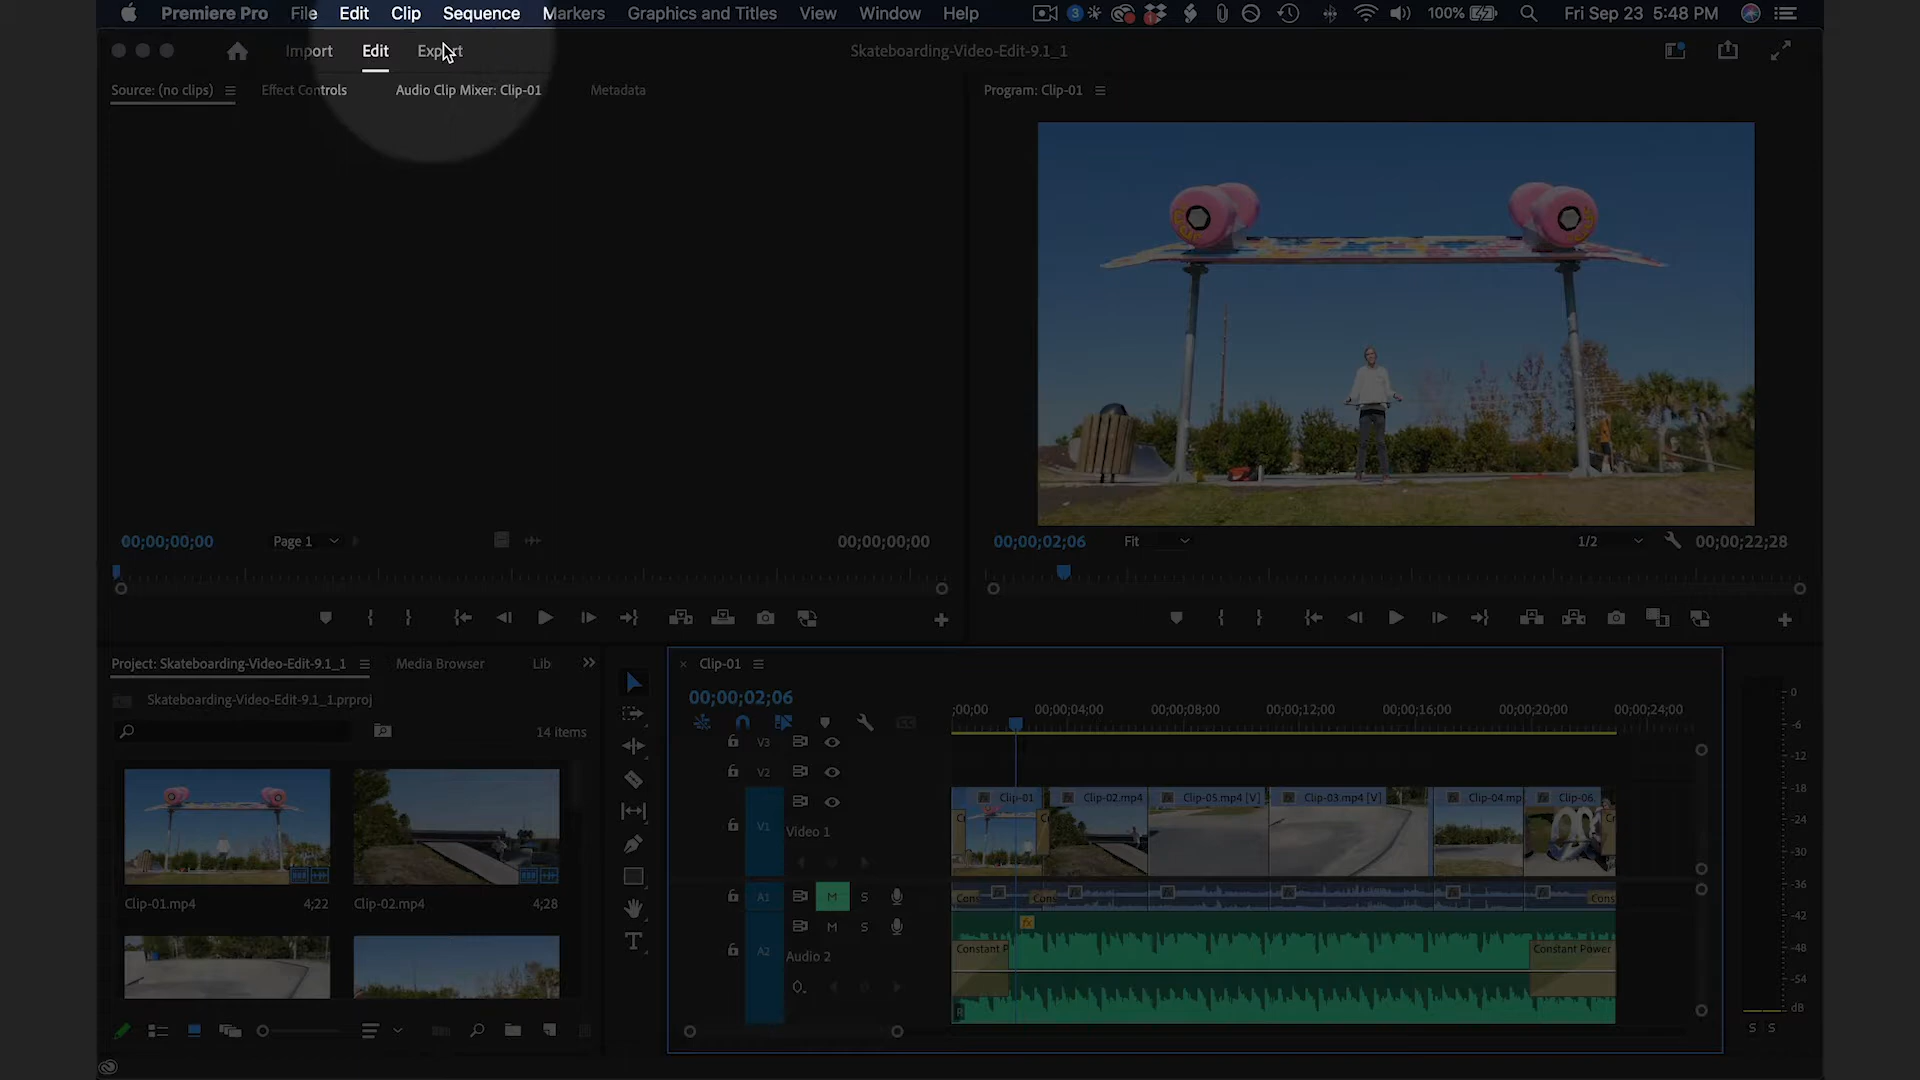 Premiere Pro File Edit Clip Sequence Markers Graphics and Titles View Window Help 3 100% Fri Sep 23 5:48 PM
Import Edit Export Skateboarding-Video-Edit-9.1_1
Source: (no clips) Effect Controls Audio Clip Mixer: Clip-01 Metadata Program: Clip-01
00;00;00;00 Page 1 00;00;00;00 00;00;02;06 Fit 1/2 00;00;22;28
Project: Skateboarding-Video-Edit-9.1_1 Media Browser Lib Clip-01
Skateboarding-Video-Edit-9.1_1.prproj 00;00;02;06
14 items
;00;00 00;00;04;00 00;00;08;00 00;00;12;00 00;00;16;00 00;00;20;00 00;00;24;00
V3
V2
Clip-01 Clip-02.mp4 Clip-05.mp4 [V] Clip-03.mp4 [V] Clip-04.mp Clip-06.
V1 Video 1
Clip-01.mp4 4;22 Clip-02.mp4 4;28
A1 M S Cons Cons Cons
M S fx
A2 Audio 2 Constant P Constant Power
R
0
-6
-12
-18
-24
-30
-36
-42
-48
-54
dB
S S
T